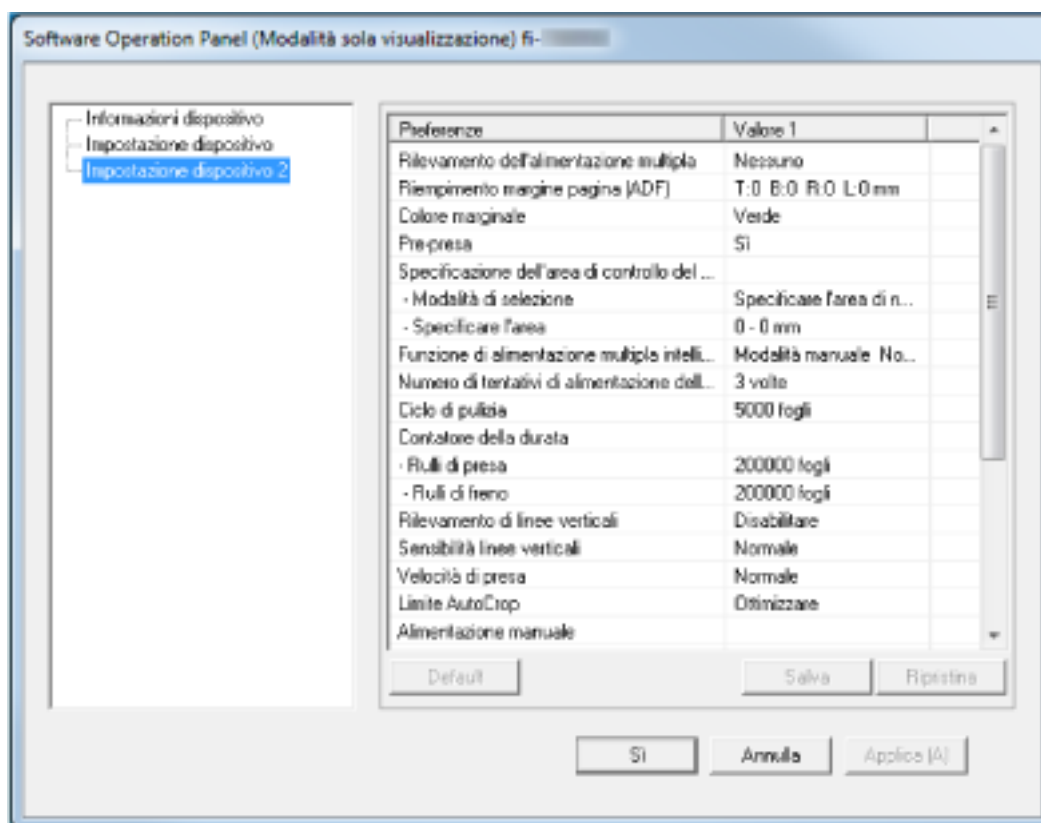 Software Operation Panel (Modalità sola visualizzazione) fi-
Informazioni dispositivo
Impostazione dispositivo
Impostazione dispositivo 2
Preferenze Valore 1
Rilevamento dell'alimentazione multipla Nessuno
Riempimento margine pagina (ADF) T:0 B:0 R:0 L:0 mm
Colore marginale Verde
Pre-presa Sì
Specificazione dell'area di controllo del ...
- Modalità di selezione Specificare l'area di n...
- Specificare l'area 0 - 0 mm
Funzione di alimentazione multipla intelli... Modalità manuale No...
Numero di tentativi di alimentazione dell... 3 volte
Ciclo di pulizia 5000 fogli
Contatore della durata
- Rulli di presa 200000 fogli
- Rulli di freno 200000 fogli
Rilevamento di linee verticali Disabilitare
Sensibilità linee verticali Normale
Velocità di presa Normale
Limite AutoCrop Ottimizzare
Alimentazione manuale
Default Salva Ripristina
Sì Annulla Applica (A)